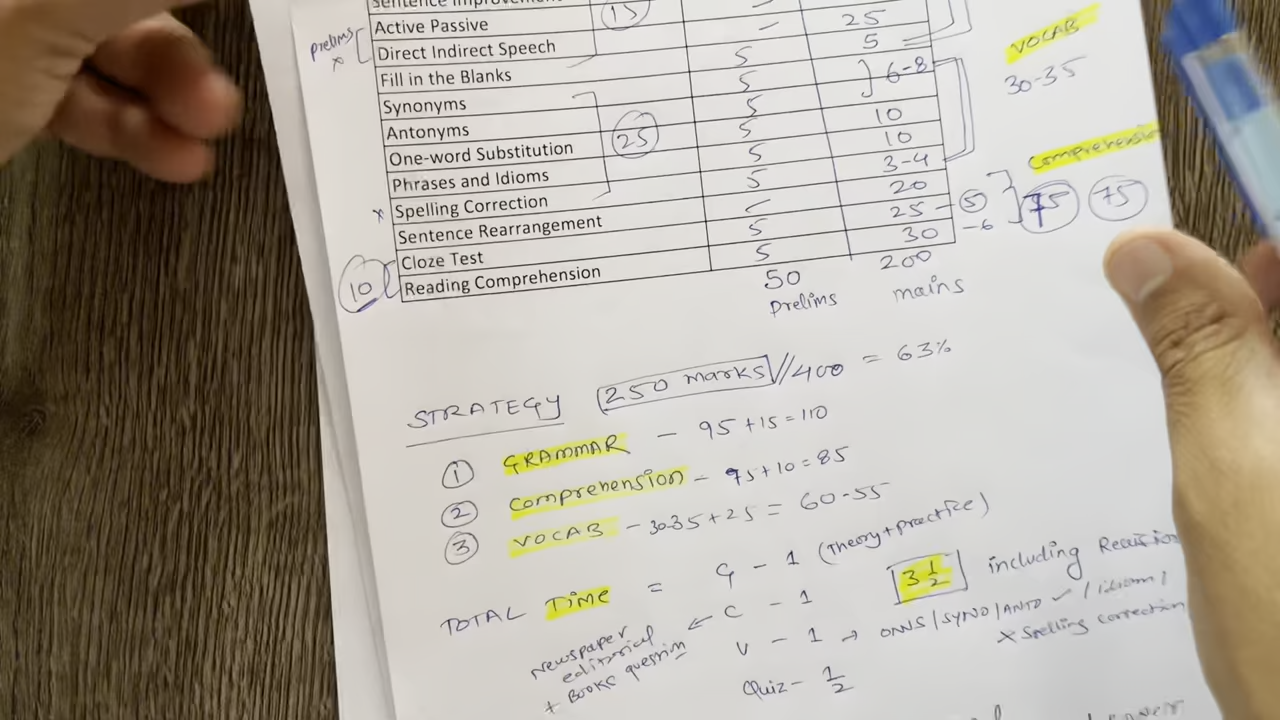 Sentence Improvement
prelims × Active Passive 15 25
Direct Indirect Speech 5
Fill in the Blanks 5
Synonyms 5 6-8 VOCAB
Antonyms 25 5 10 30-35
One-word Substitution 5 10
Phrases and Idioms 5 3-4 Comprehension
× Spelling Correction 5 20
Sentence Rearrangement 25 - 5 75 75
10 Cloze Test 5 30 - 6
Reading Comprehension 5 200
50 mains
Prelims
STRATEGY 250 marks//400 = 63%
1 GRAMMAR - 95+15=110
2 Comprehension - 75+10=85
3 VOCAB - 30-35+25 = 60-55
TOTAL TIME = G - 1 (Theory+practice)
C - 1 3 1/2 including Revision
Newspaper editorial + Books question
V - 1 → OWS/SYNO/ANTO ✓ / idiom/
× Spelling correction
Quiz - 1/2